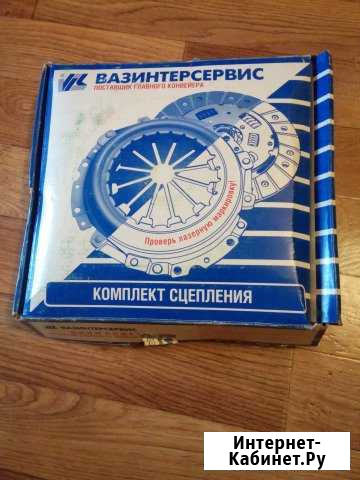 ВАЗИНТЕРСЕРВИС
ПОСТАВЩИК ГЛАВНОГО КОНВЕЙЕРА
Проверь лазерную маркировку!
КОМПЛЕКТ СЦЕПЛЕНИЯ
ВАЗИНТЕРСЕРВИС
Интернет-
Кабинет.Ру